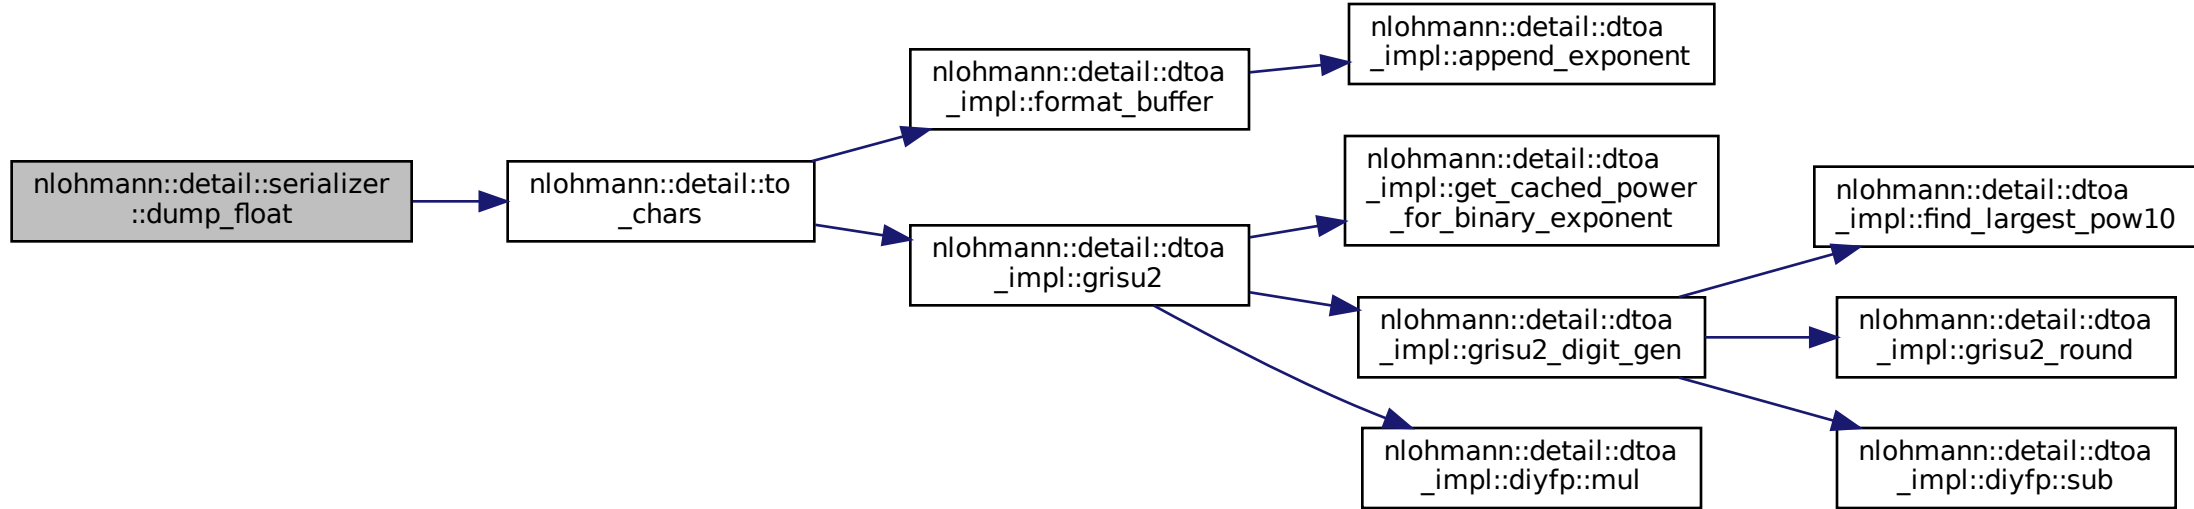 nlohmann::detail::serializer
::dump_float
nlohmann::detail::to
_chars
nlohmann::detail::dtoa
_impl::format_buffer
nlohmann::detail::dtoa
_impl::append_exponent
nlohmann::detail::dtoa
_impl::grisu2
nlohmann::detail::dtoa
_impl::get_cached_power
_for_binary_exponent
nlohmann::detail::dtoa
_impl::grisu2_digit_gen
nlohmann::detail::dtoa
_impl::find_largest_pow10
nlohmann::detail::dtoa
_impl::grisu2_round
nlohmann::detail::dtoa
_impl::diyfp::sub
nlohmann::detail::dtoa
_impl::diyfp::mul